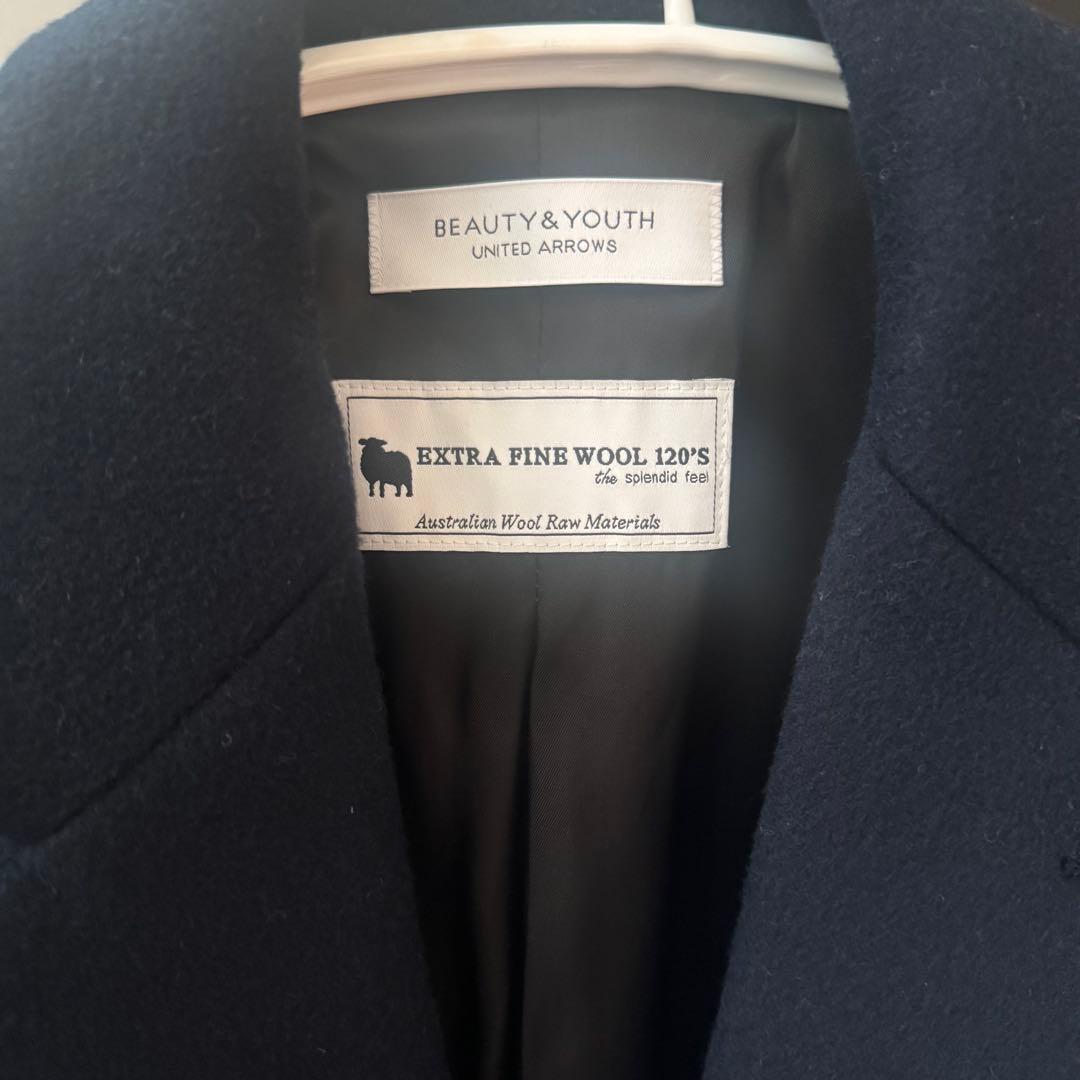 BEAUTY&YOUTH
UNITED ARROWS
EXTRA FINE WOOL 120'S
the splendid feel
Australian Wool Raw Materials